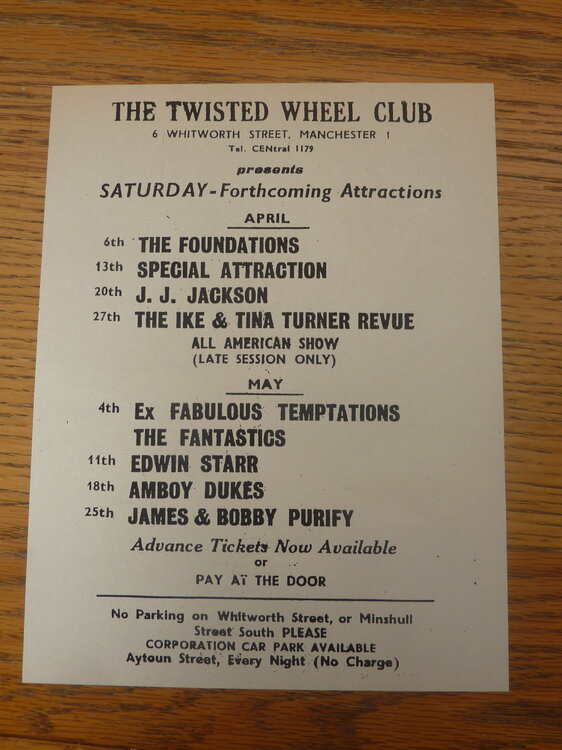 THE TWISTED WHEEL CLUB
6 WHITWORTH STREET, MANCHESTER 1
Tel. CENtral 1179
presents
SATURDAY-Forthcoming Attractions
APRIL
6th THE FOUNDATIONS
13th SPECIAL ATTRACTION
20th J. J. JACKSON
27th THE IKE & TINA TURNER REVUE
ALL AMERICAN SHOW
(LATE SESSION ONLY)
MAY
4th Ex FABULOUS TEMPTATIONS
THE FANTASTICS
11th EDWIN STARR
18th AMBOY DUKES
25th JAMES & BOBBY PURIFY
Advance Tickets Now Available
or
PAY AT THE DOOR
No Parking on Whitworth Street, or Minshull
Street South PLEASE
CORPORATION CAR PARK AVAILABLE
Aytoun Street, Every Night (No Charge)